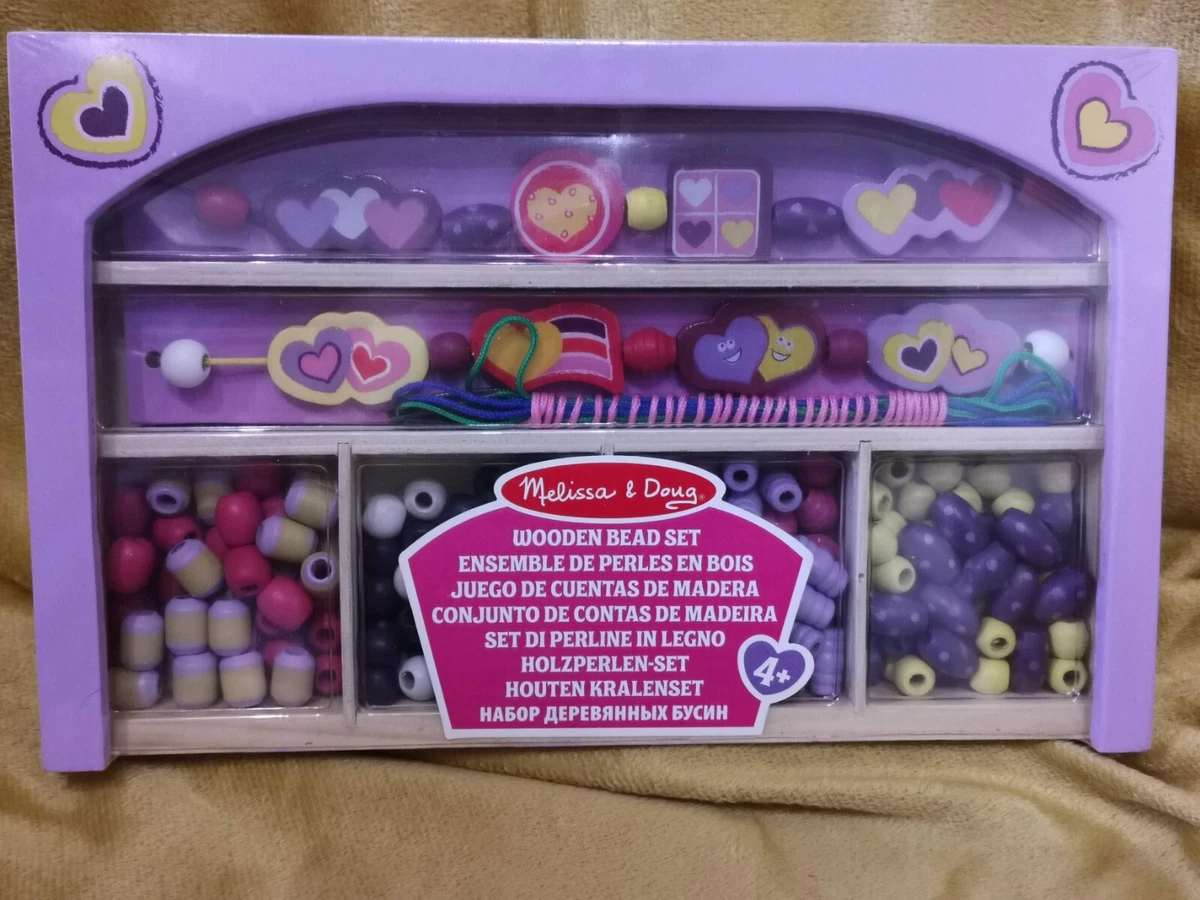 Melissa & Doug
WOODEN BEAD SET
ENSEMBLE DE PERLES EN BOIS
JUEGO DE CUENTAS DE MADERA
CONJUNTO DE CONTAS DE MADEIRA
SET DI PERLINE IN LEGNO
HOLZPERLEN-SET
HOUTEN KRALENSET
НАБОР ДЕРЕВЯННЫХ БУСИН
4+